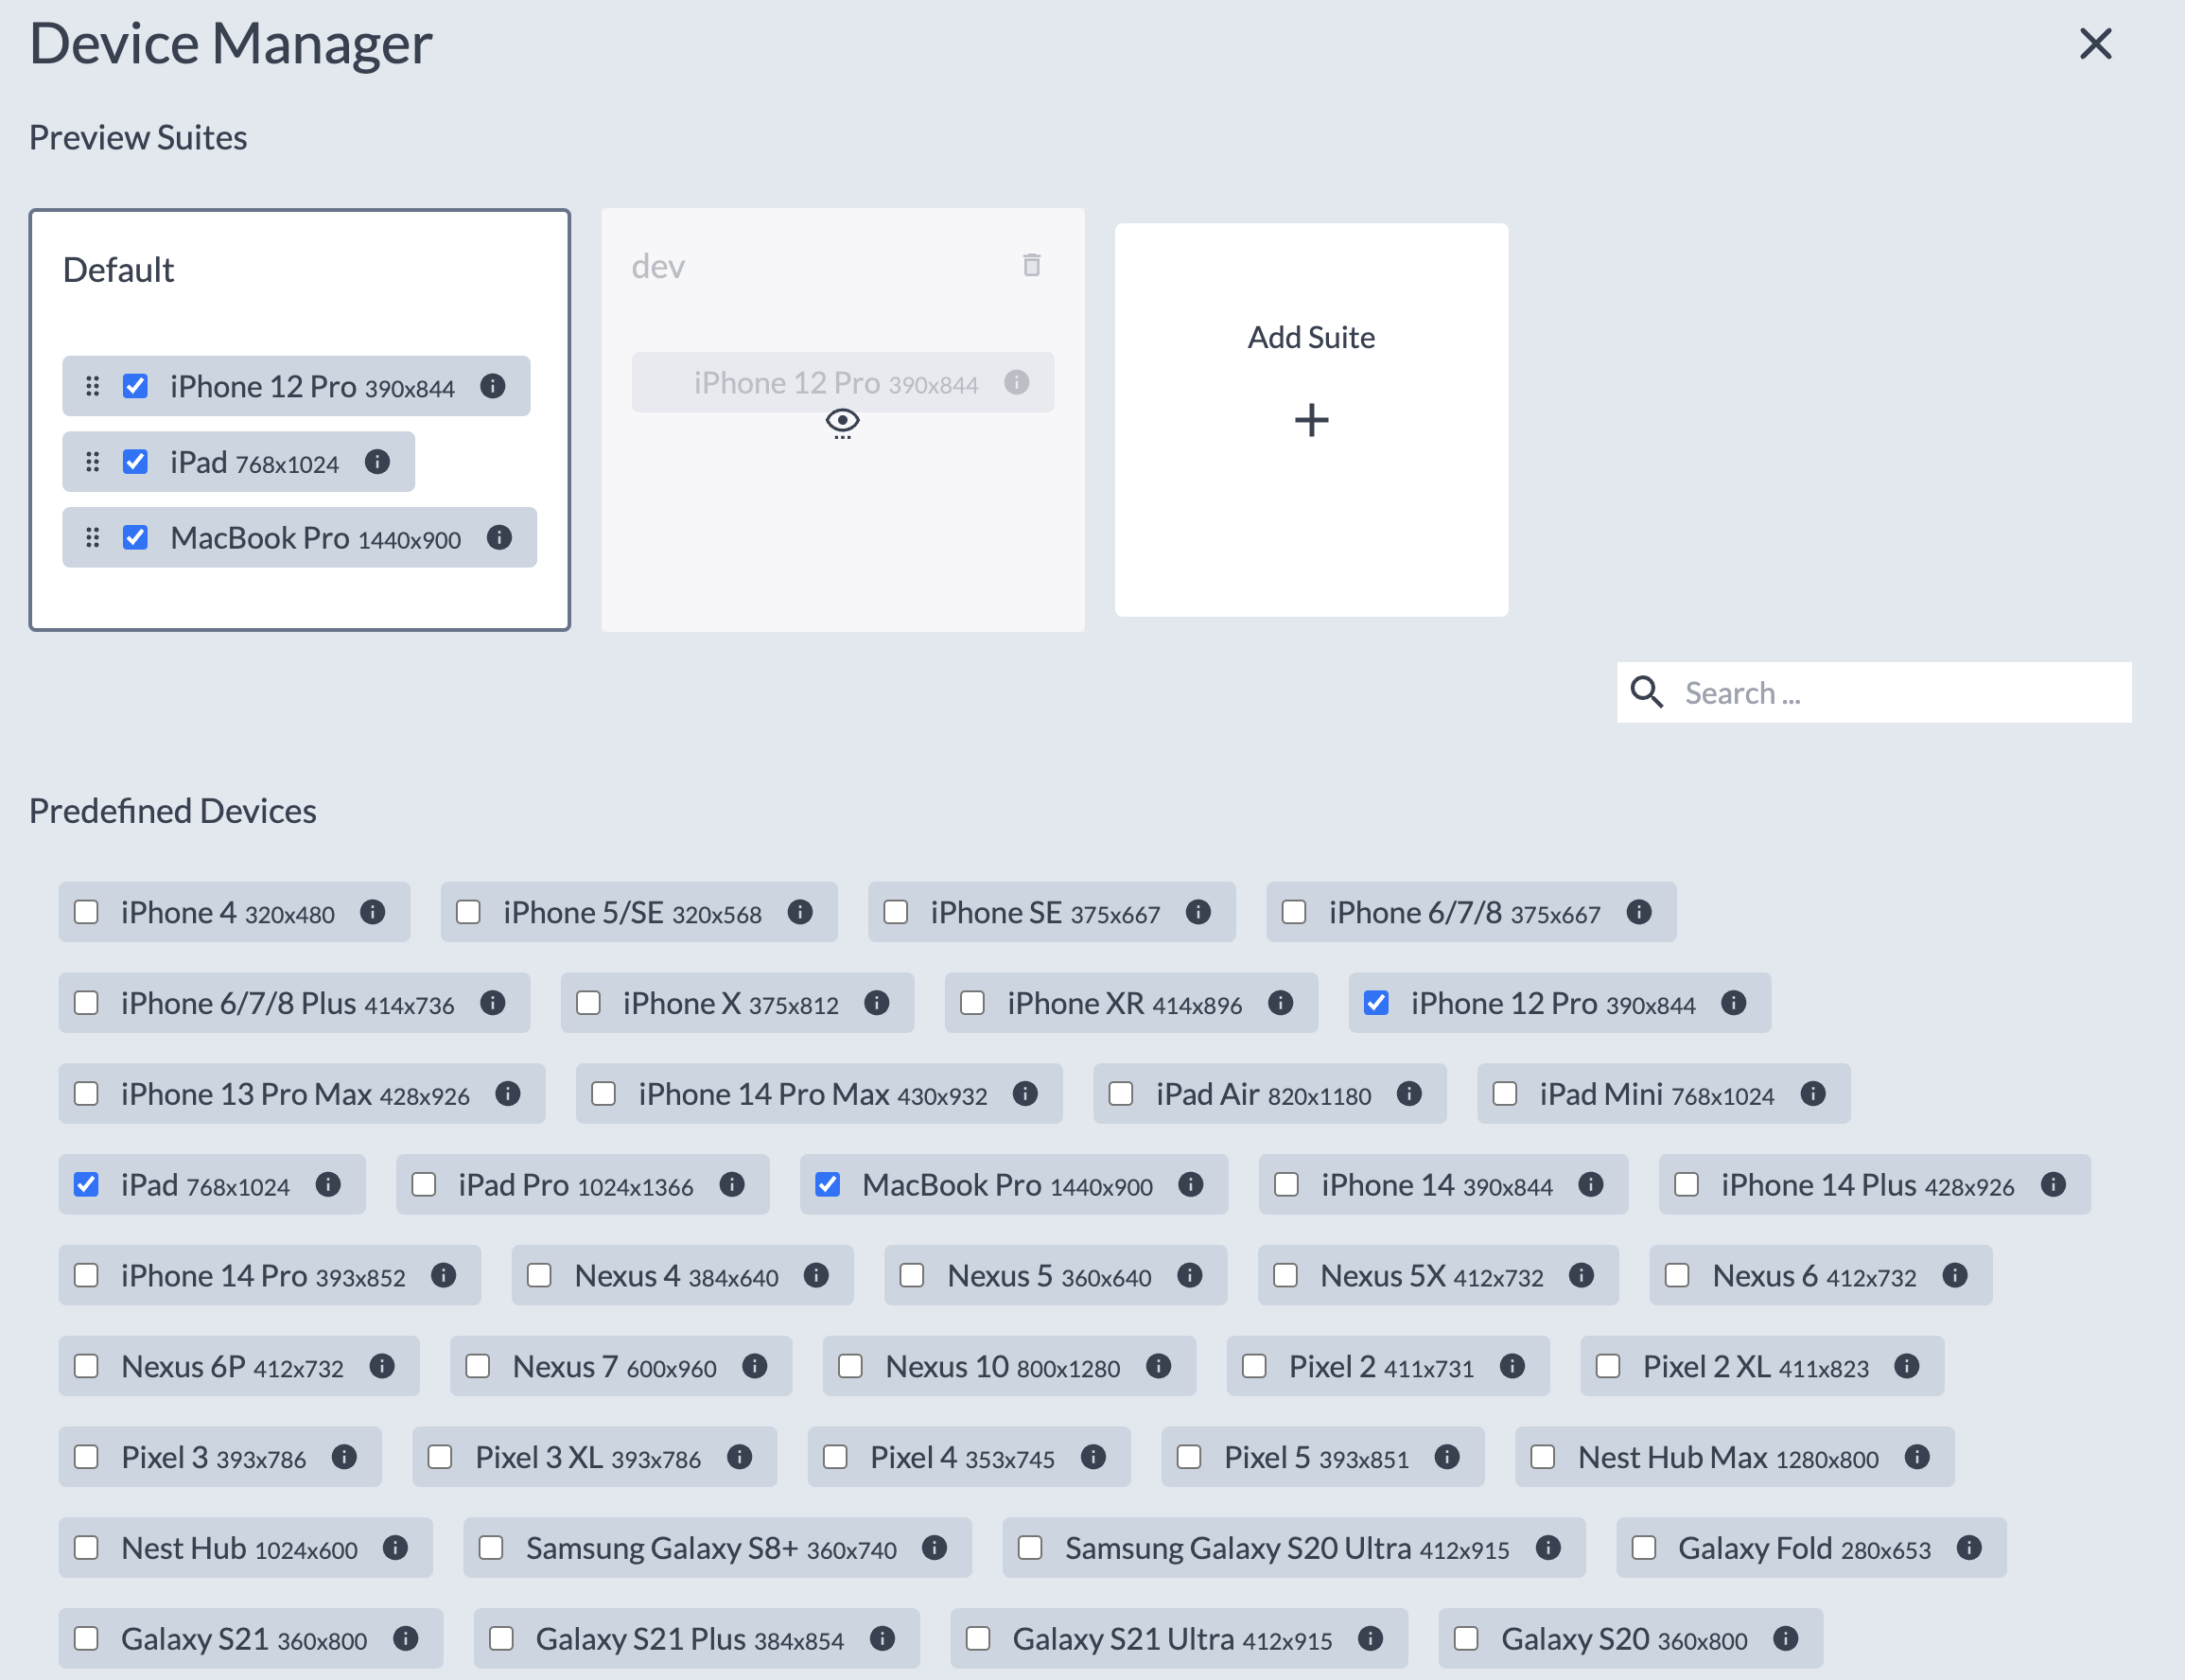 Device Manager
Preview Suites
Default
iPhone 12 Pro 390x844
iPad 768x1024
MacBook Pro 1440x900
dev
iPhone 12 Pro 390x844
Add Suite
Search ...
Predefined Devices
iPhone 4 320x480 iPhone 5/SE 320x568 iPhone SE 375x667 iPhone 6/7/8 375x667
iPhone 6/7/8 Plus 414x736 iPhone X 375x812 iPhone XR 414x896 iPhone 12 Pro 390x844
iPhone 13 Pro Max 428x926 iPhone 14 Pro Max 430x932 iPad Air 820x1180 iPad Mini 768x1024
iPad 768x1024 iPad Pro 1024x1366 MacBook Pro 1440x900 iPhone 14 390x844 iPhone 14 Plus 428x926
iPhone 14 Pro 393x852 Nexus 4 384x640 Nexus 5 360x640 Nexus 5X 412x732 Nexus 6 412x732
Nexus 6P 412x732 Nexus 7 600x960 Nexus 10 800x1280 Pixel 2 411x731 Pixel 2 XL 411x823
Pixel 3 393x786 Pixel 3 XL 393x786 Pixel 4 353x745 Pixel 5 393x851 Nest Hub Max 1280x800
Nest Hub 1024x600 Samsung Galaxy S8+ 360x740 Samsung Galaxy S20 Ultra 412x915 Galaxy Fold 280x653
Galaxy S21 360x800 Galaxy S21 Plus 384x854 Galaxy S21 Ultra 412x915 Galaxy S20 360x800